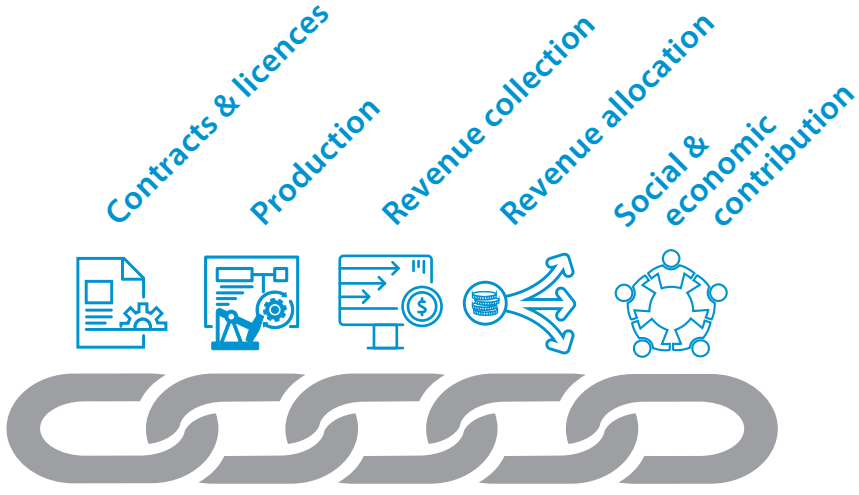 Contracts & licences
Production
Revenue collection
Revenue allocation
Social &
economic
contribution
$